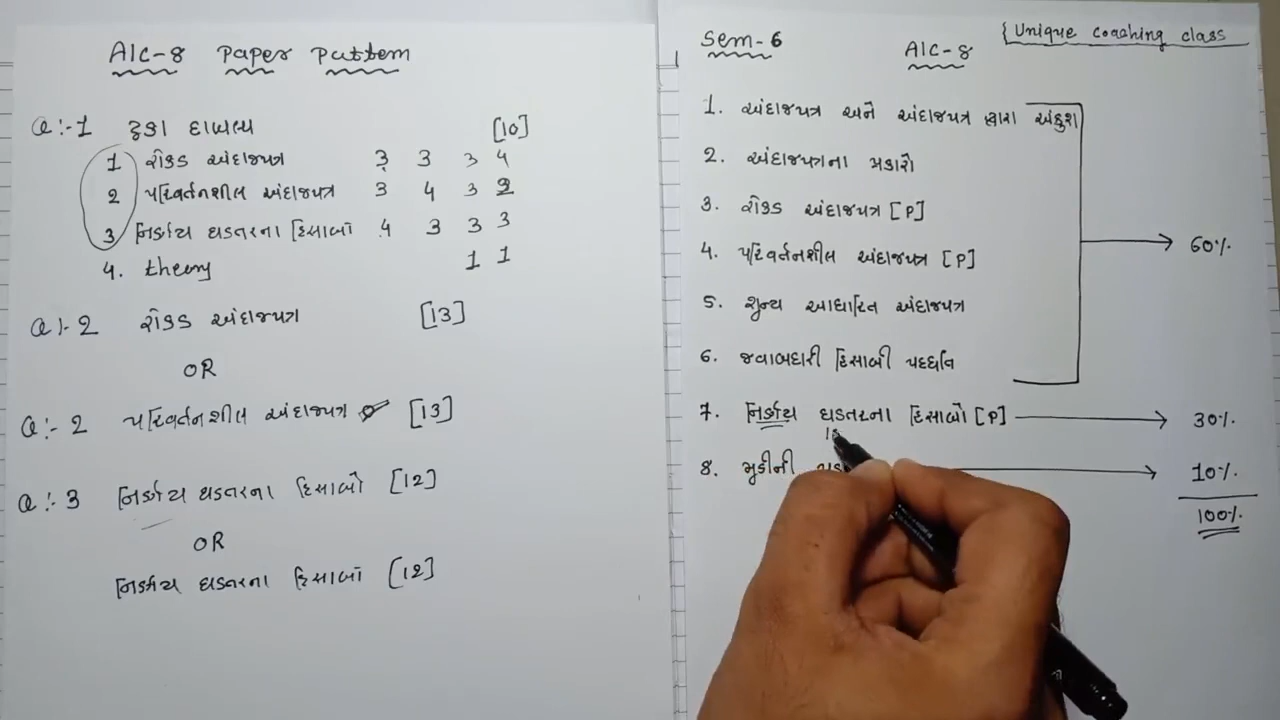 A/C-8 Paper Pattern
Q:-1 ટુંકા દાખલા [10]
1 રોકડ અંદાજપત્ર 3 3 3 4
2 પરિવર્તનશીલ અંદાજપત્ર 3 4 3
3 નિર્ણય ઘડતરના હિસાબો 4 3 3 3
4. theory 1 1
Q:-2 રોકડ અંદાજપત્ર [13]
OR
Q:-2 પરિવર્તનશીલ અંદાજપત્ર [13]
Q:-3 નિર્ણય ઘડતરના હિસાબો [12]
OR
નિર્ણય ઘડતરના હિસાબો [12]
Unique coaching class
Sem-6 A/C-8
1. અંદાજપત્ર અને અંદાજપત્ર દ્વારા અંકુશ
2. અંદાજપત્રના પ્રકારો
3. રોકડ અંદાજપત્ર [P]
4. પરિવર્તનશીલ અંદાજપત્ર [P]
60%
5. શૂન્ય આધારિત અંદાજપત્ર
6. જવાબદારી હિસાબી પદ્ધતિ
7. નિર્ણય ઘડતરના હિસાબો [P] 30%
8. મૂડીની 10%
100%